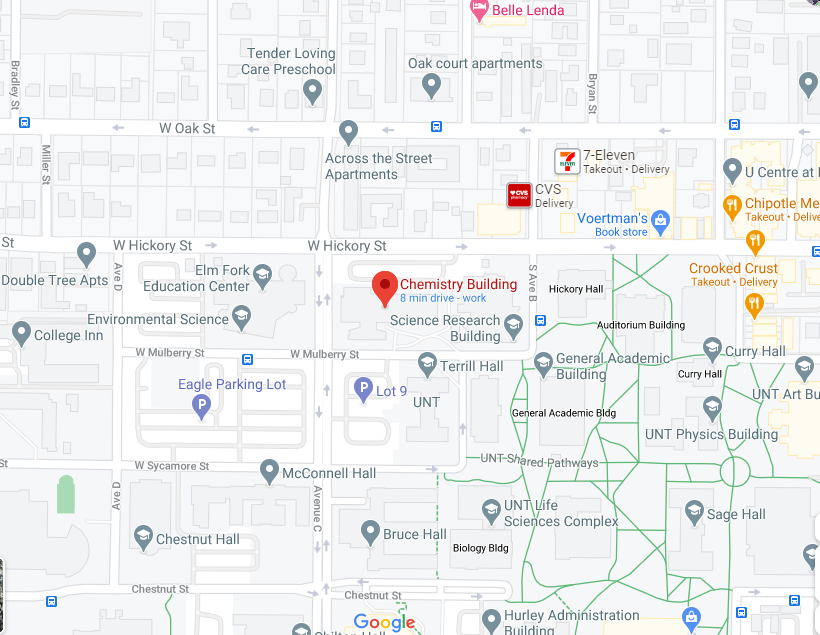 Belle Lenda
Tender Loving
Care Preschool
Oak court apartments
Bradley St
Bryan St
W Oak St
Miller St
Across the Street
Apartments
7-Eleven
Takeout • Delivery
U Centre at
CVS
Delivery
Chipotle Me
Takeout • Delive
Voertman's
Book store
St
W Hickory St
W Hickory St
Double Tree Apts
Ave D
Elm Fork
Education Center
Chemistry Building
8 min drive - work
S Ave B
Hickory Hall
Crooked Crust
Takeout • Delivery
Environmental Science
Science Research
Building
Auditorium Building
College Inn
W Mulberry St
W Mulberry St
Terrill Hall
General Academic
Building
Curry Hall
Curry Hall
Eagle Parking Lot
Lot 9
UNT
General Academic Bldg
UNT Art Bu
UNT Physics Building
St
W Sycamore St
McConnell Hall
UNT Shared Pathways
Ave D
Avenue C
UNT Life
Sciences Complex
Sage Hall
Chestnut Hall
Bruce Hall
Biology Bldg
Chestnut St
Chestnut St
Google
Hurley Administration
Building
Chilton Hall